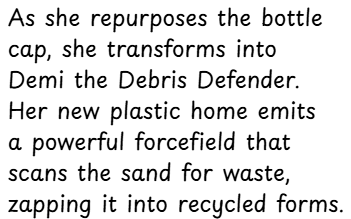 As she repurposes the bottle
cap, she transforms into
Demi the Debris Defender.
Her new plastic home emits
a powerful forcefield that
scans the sand for waste,
zapping it into recycled forms.